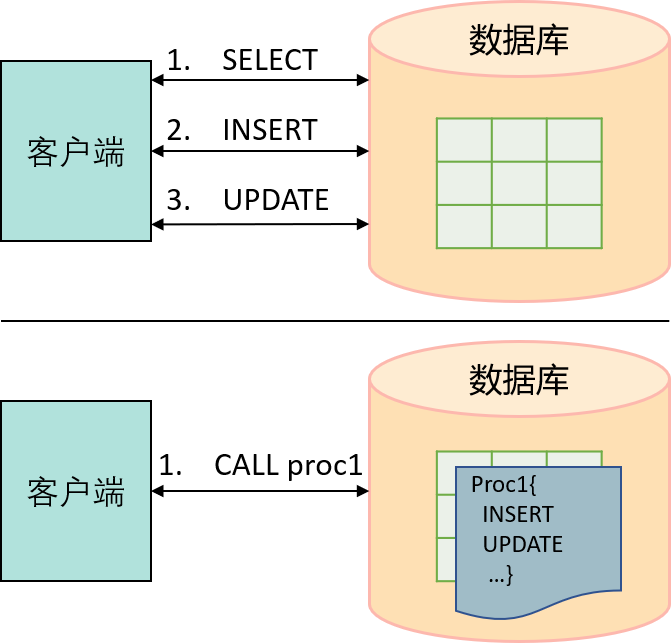 数据库
1. SELECT
2. INSERT
客户端
3. UPDATE
数据库
1. CALL proc1
客户端
Proc1{
INSERT
UPDATE
...}